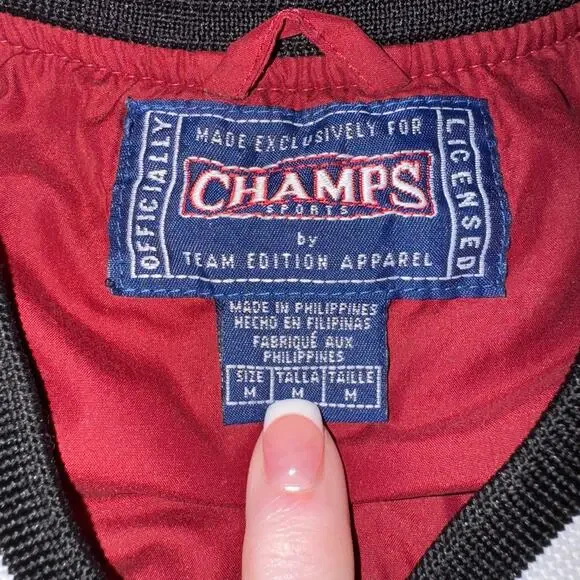 OFFICIALLY
MADE EXCLUSIVELY FOR
CHAMPS
SPORTS
by
TEAM EDITION APPAREL
LICENSED
MADE IN PHILIPPINES
HECHO EN FILIPINAS
FABRIQUÉ AUX
PHILIPPINES
SIZE TALLA TAILLE
M M M